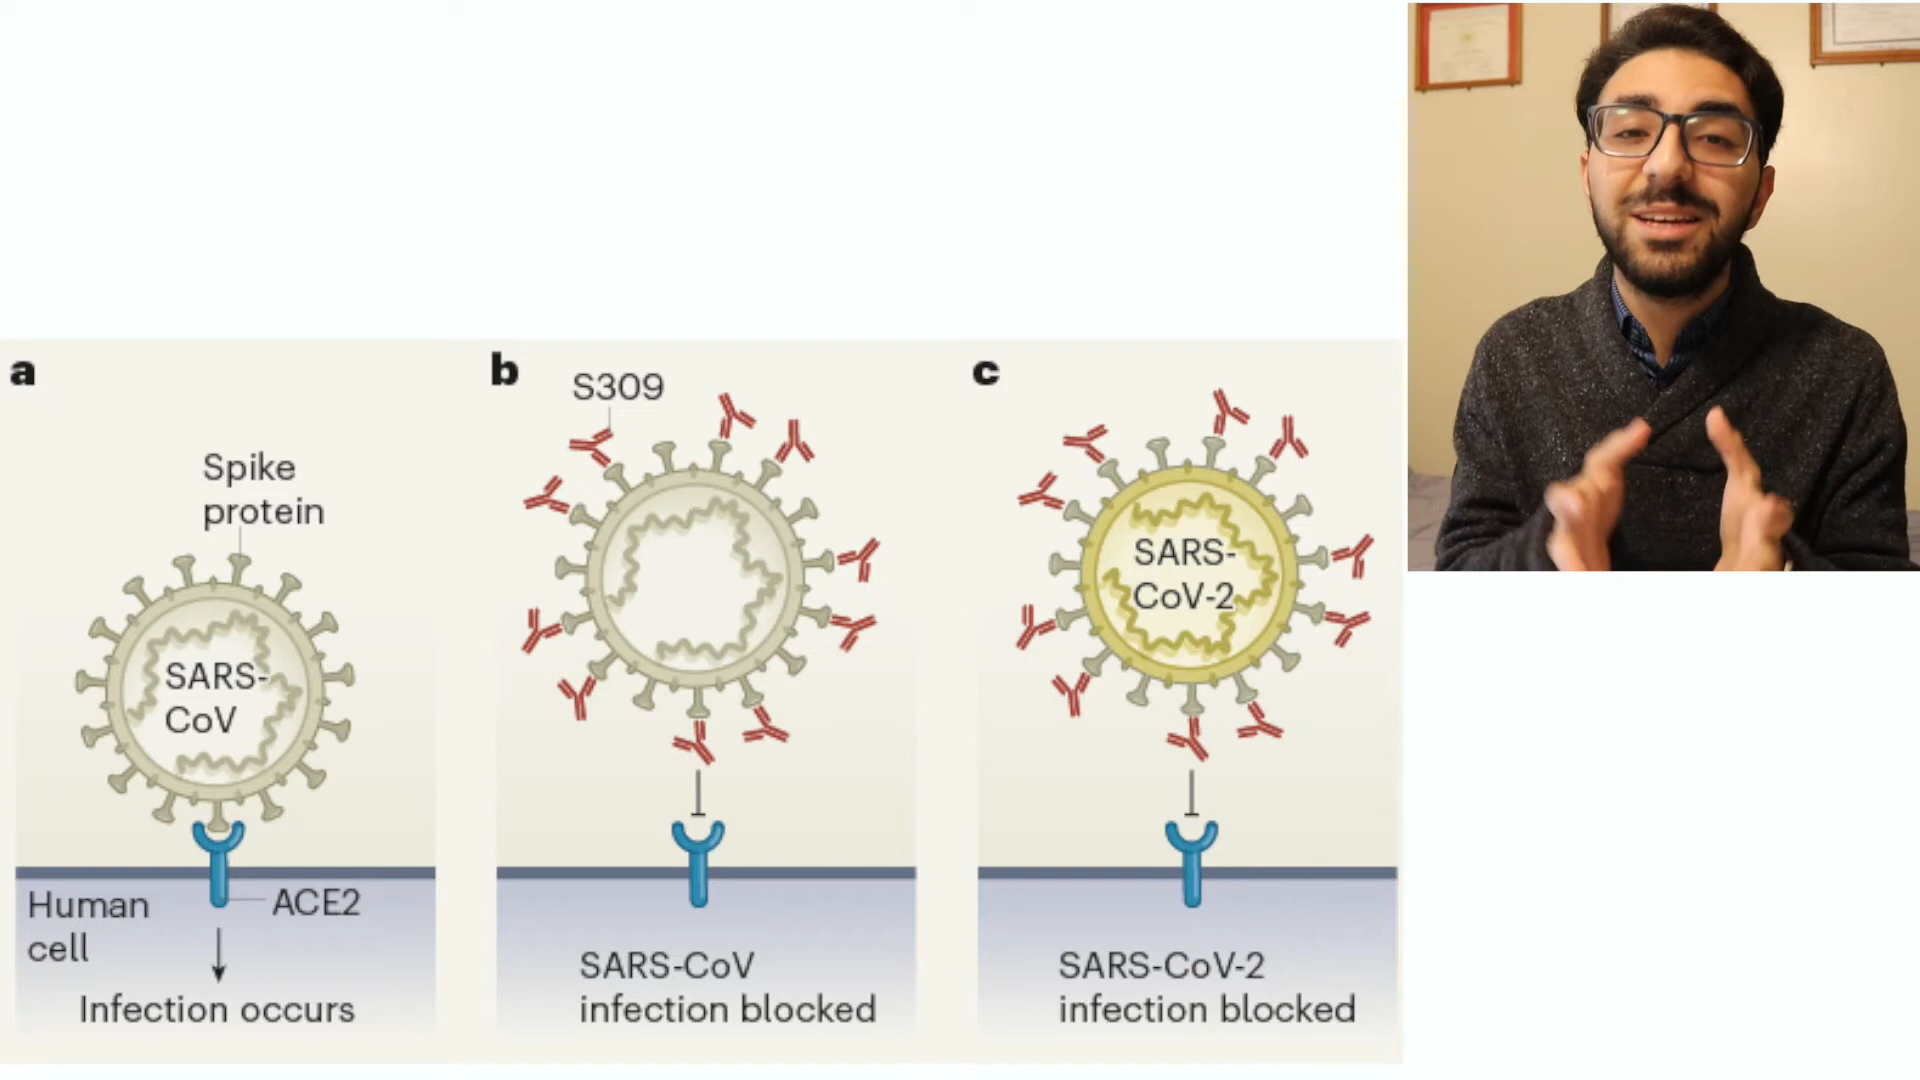 a
Spike
protein
SARS-
CoV
Human
cell
ACE2
Infection occurs
b
S309
SARS-CoV
infection blocked
c
SARS-
CoV-2
SARS-CoV-2
infection blocked